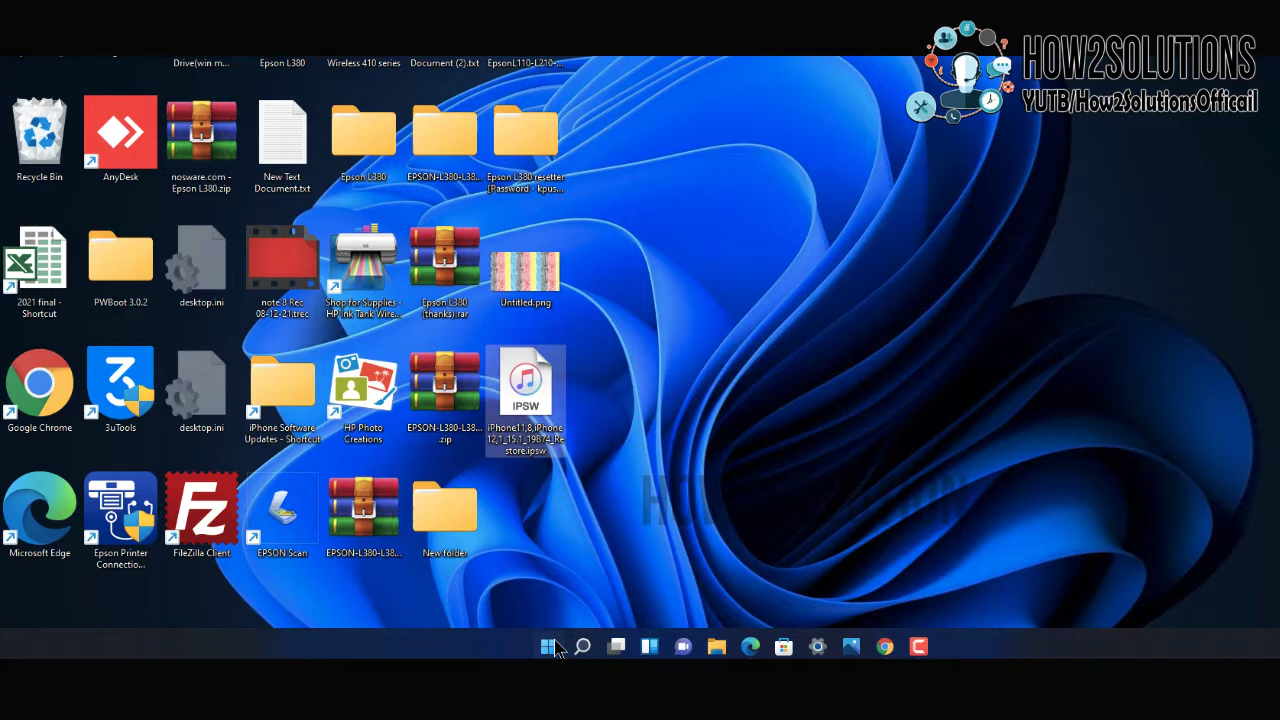 HOW2SOLUTIONS
YUTB/How2SolutionsOfficail
Drive(win m...
Epson L380
Wireless 410 series
Document (2).txt
EpsonL110-L210-...
Recycle Bin
AnyDesk
nosware.com -
Epson L380.zip
New Text
Document.txt
Epson L380
EPSON-L380-L38...
Epson L380 resetter
[Password - kpus...
2021 final -
Shortcut
PWBoot 3.0.2
desktop.ini
note 8 Rec
08-12-21.trec
Shop for Supplies -
HP Ink Tank Wire...
Epson L380
(thanks).rar
Untitled.png
IPSW
Google Chrome
3uTools
desktop.ini
iPhone Software
Updates - Shortcut
HP Photo
Creations
EPSON-L380-L38...
.zip
iPhone11,8,iPhone
12,1_15.1_19B74_Re
store.ipsw
Fz
Microsoft Edge
Epson Printer
Connectio...
FileZilla Client
EPSON Scan
EPSON-L380-L38...
New folder